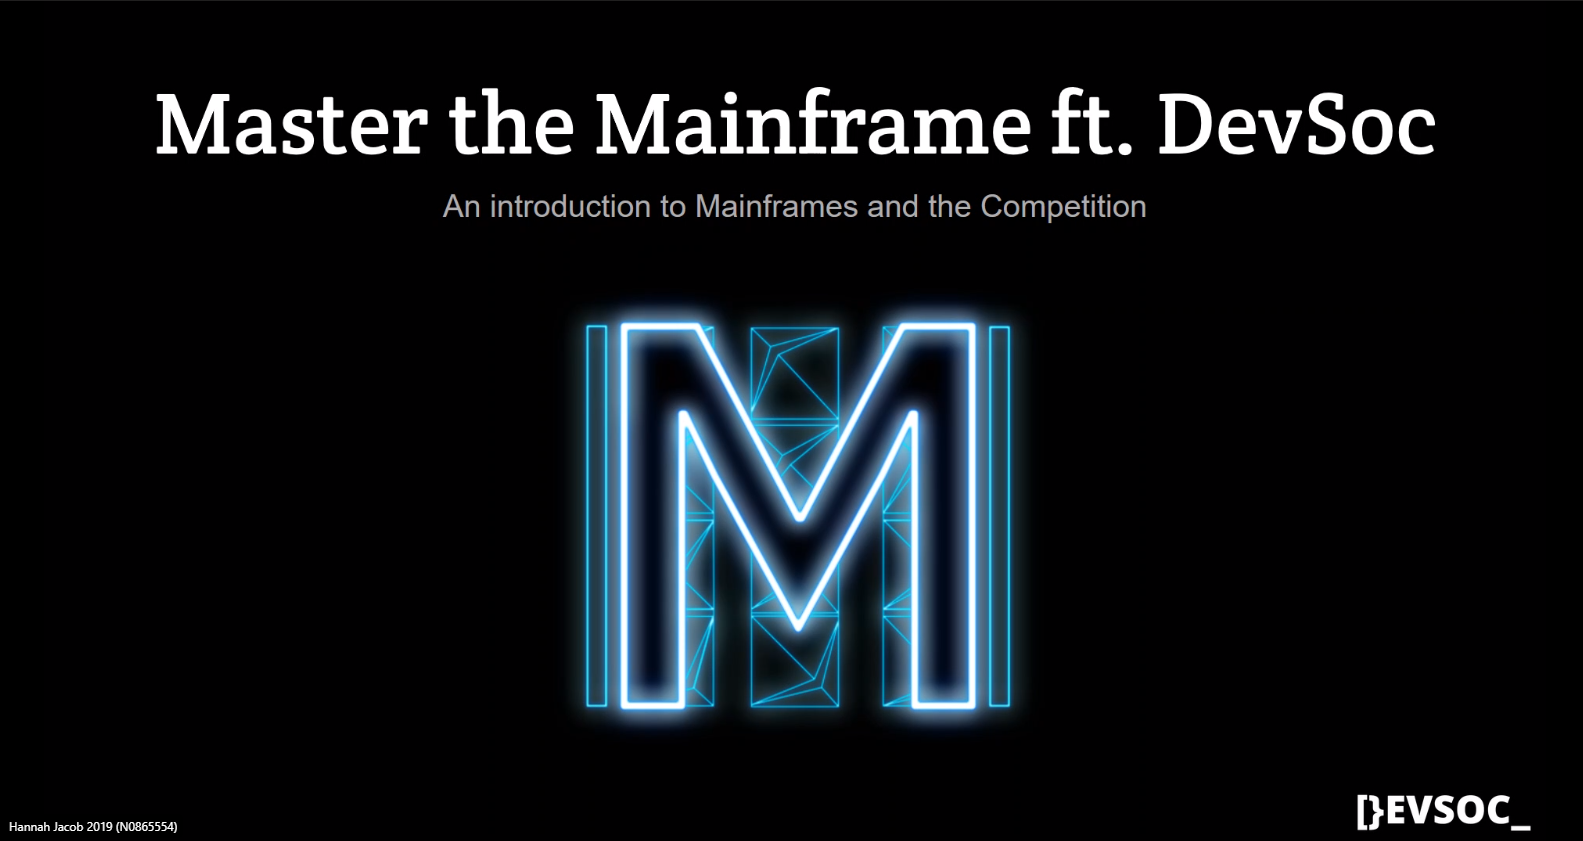 Master the Mainframe ft. DevSoc
An introduction to Mainframes and the Competition
M
Hannah Jacob 2019 (N0865554)
[}EVSOC_